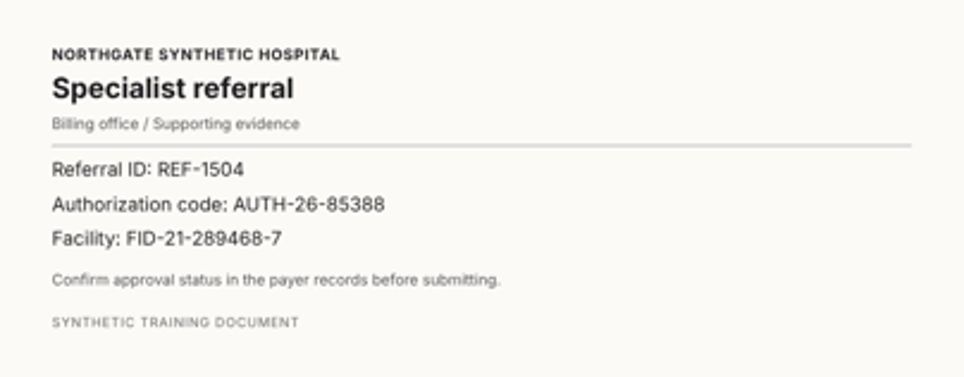 NORTHGATE SYNTHETIC HOSPITAL
Specialist referral
Billing office / Supporting evidence
Referral ID: REF-1504
Authorization code: AUTH-26-85388
Facility: FID-21-289468-7
Confirm approval status in the payer records before submitting.
SYNTHETIC TRAINING DOCUMENT